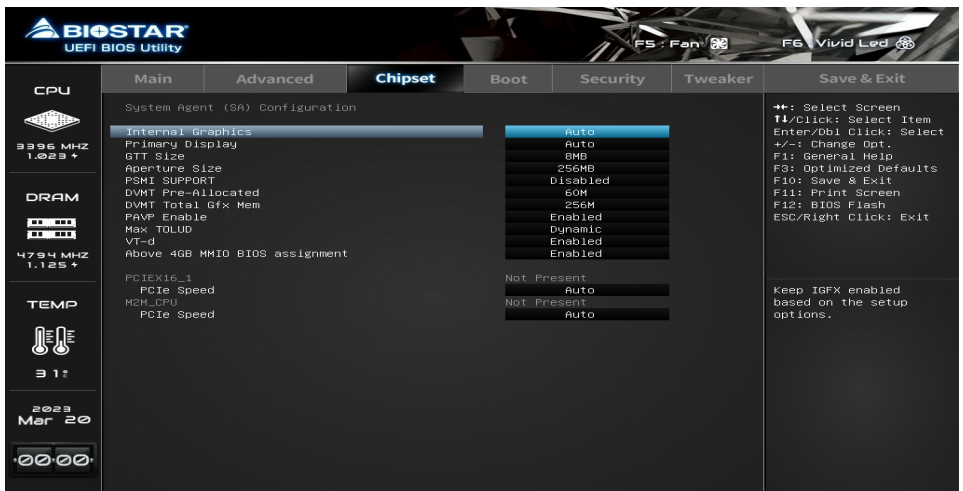 BIOSTAR®
UEFI BIOS Utility
F5 : Fan
F6 Vivid Led
Main Advanced Chipset Boot Security Tweaker Save & Exit
CPU
3396 MHZ
1.023 v
DRAM
4794 MHZ
1.125 v
TEMP
31°c
2023
Mar 20
00:00
System Agent (SA) Configuration
Internal Graphics Auto
Primary Display Auto
GTT Size 8MB
Aperture Size 256MB
PSMI SUPPORT Disabled
DVMT Pre-Allocated 60M
DVMT Total Gfx Mem 256M
PAVP Enable Enabled
Max TOLUD Dynamic
VT-d Enabled
Above 4GB MMIO BIOS assignment Enabled
PCIEX16_1 Not Present
PCIe Speed Auto
M2M_CPU Not Present
PCIe Speed Auto
→←: Select Screen
↑↓/Click: Select Item
Enter/Dbl Click: Select
+/-: Change Opt.
F1: General Help
F3: Optimized Defaults
F10: Save & Exit
F11: Print Screen
F12: BIOS Flash
ESC/Right Click: Exit
Keep IGFX enabled
based on the setup
options.